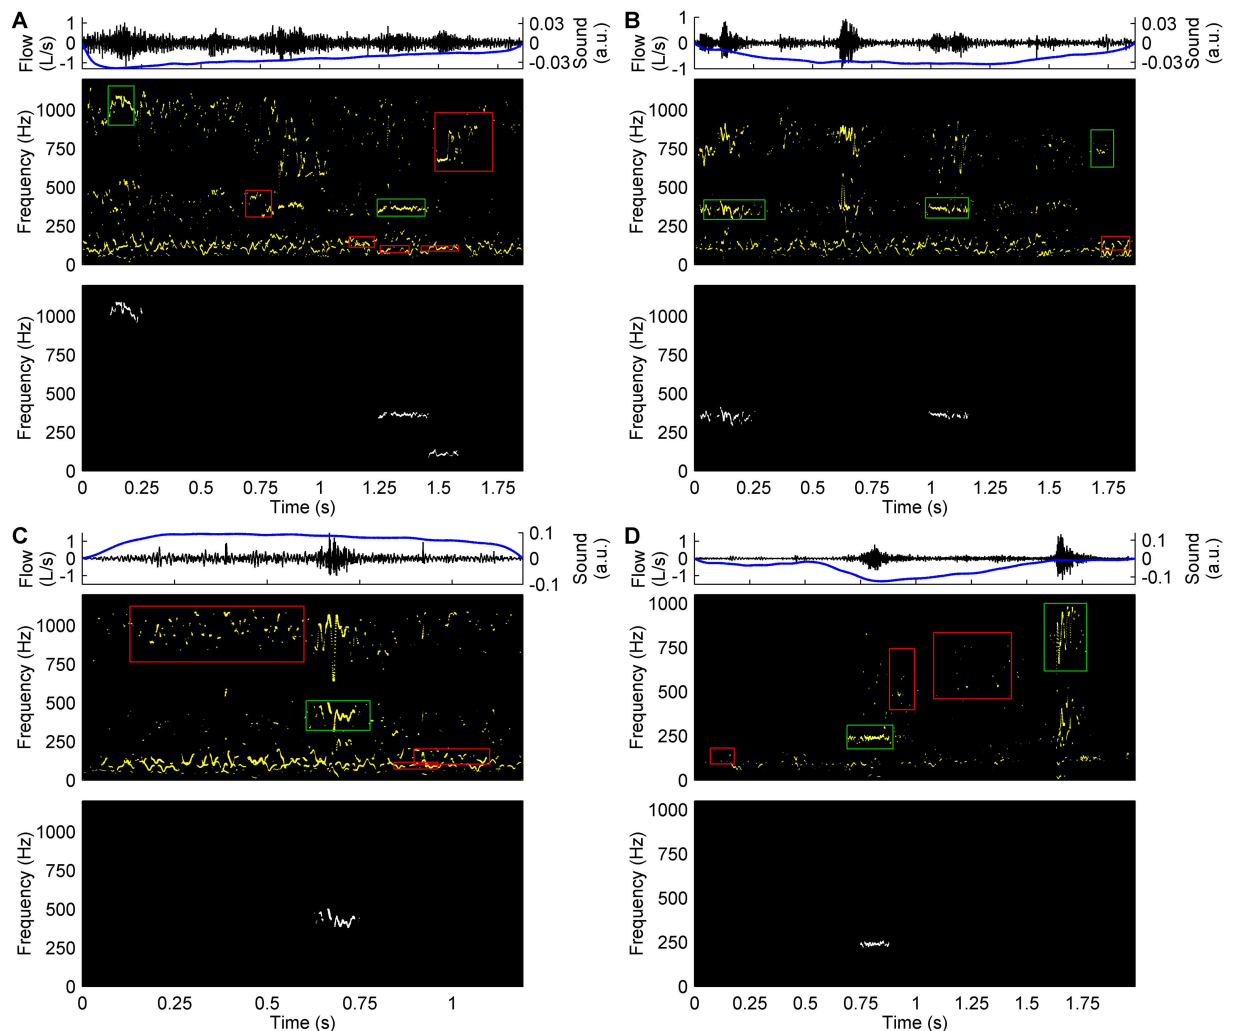 A
Flow
(L/s)
1
0
-1
0.03
0
-0.03
Sound
(a.u.)
Frequency (Hz)
1000
750
500
250
0
Frequency (Hz)
1000
750
500
250
0
0 0.25 0.5 0.75 1 1.25 1.5 1.75
Time (s)
B
Flow
(L/s)
1
0
-1
0.03
0
-0.03
Sound
(a.u.)
Frequency (Hz)
1000
750
500
250
0
Frequency (Hz)
1000
750
500
250
0
0 0.25 0.5 0.75 1 1.25 1.5 1.75
Time (s)
C
Flow
(L/s)
1
0
-1
0.1
0
-0.1
Sound
(a.u.)
Frequency (Hz)
1000
750
500
250
0
Frequency (Hz)
1000
750
500
250
0
0 0.25 0.5 0.75 1
Time (s)
D
Flow
(L/s)
1
0
-1
0.1
0
-0.1
Sound
(a.u.)
Frequency (Hz)
1000
750
500
250
0
Frequency (Hz)
1000
750
500
250
0
0 0.25 0.5 0.75 1 1.25 1.5 1.75
Time (s)